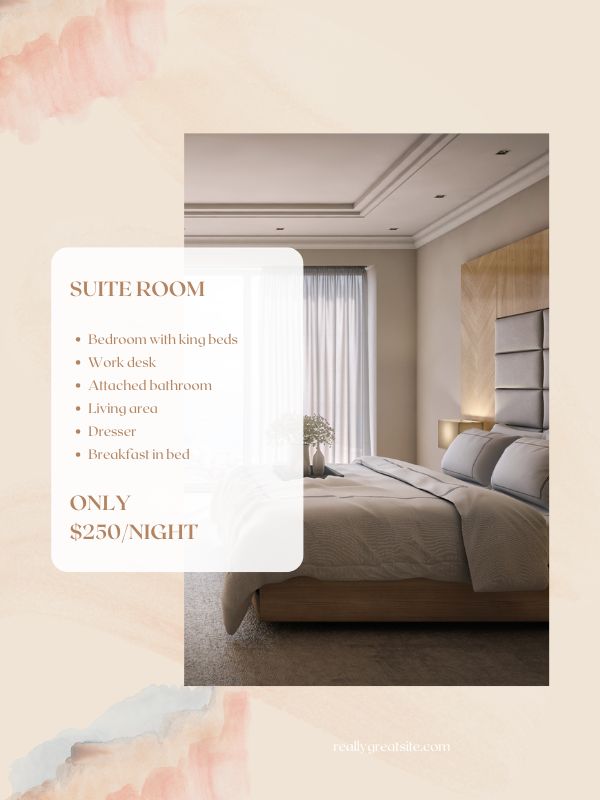 SUITE ROOM
• Bedroom with king beds
• Work desk
• Attached bathroom
• Living area
• Dresser
• Breakfast in bed
ONLY
$250/NIGHT
reallygreatsite.com